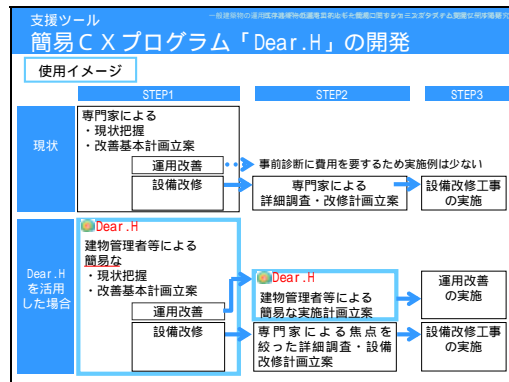 支援ツール
簡易ＣＸプログラム「Dear.H」の開発
使用イメージ
STEP1
STEP2
STEP3
現状
専門家による
・現状把握
・改善基本計画立案
運用改善
設備改修
事前診断に費用を要するため実施例は少ない
専門家による
詳細調査・改修計画立案
設備改修工事
の実施
Dear.H
を活用
した場合
Dear.H
建物管理者等による
簡易な
・現状把握
・改善基本計画立案
運用改善
設備改修
Dear.H
建物管理者等による
簡易な実施計画立案
運用改善
の実施
専門家による焦点を
絞った詳細調査・設備
改修計画立案
設備改修工事
の実施